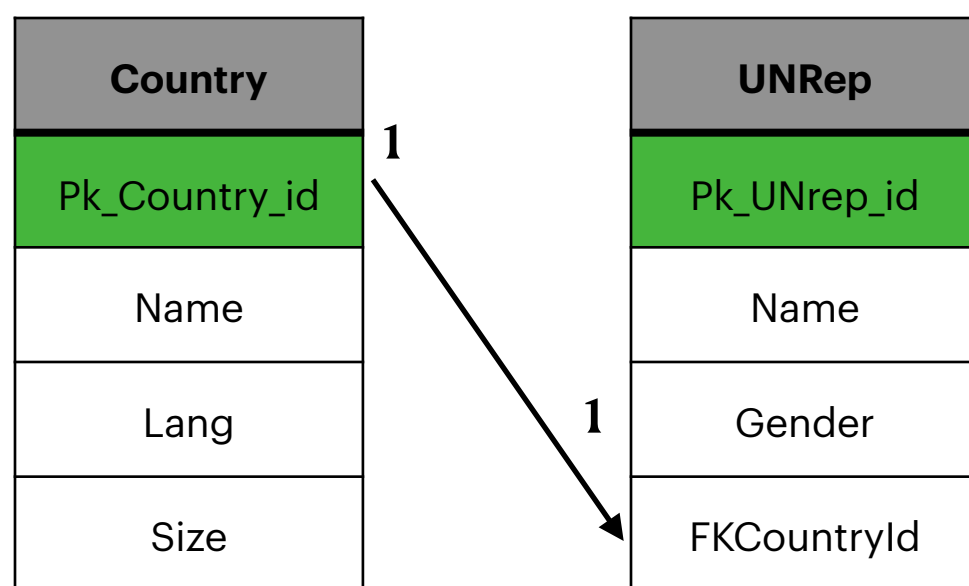 Country
Pk_Country_id
Name
Lang
Size
1
1
UNRep
Pk_UNrep_id
Name
Gender
FKCountryId